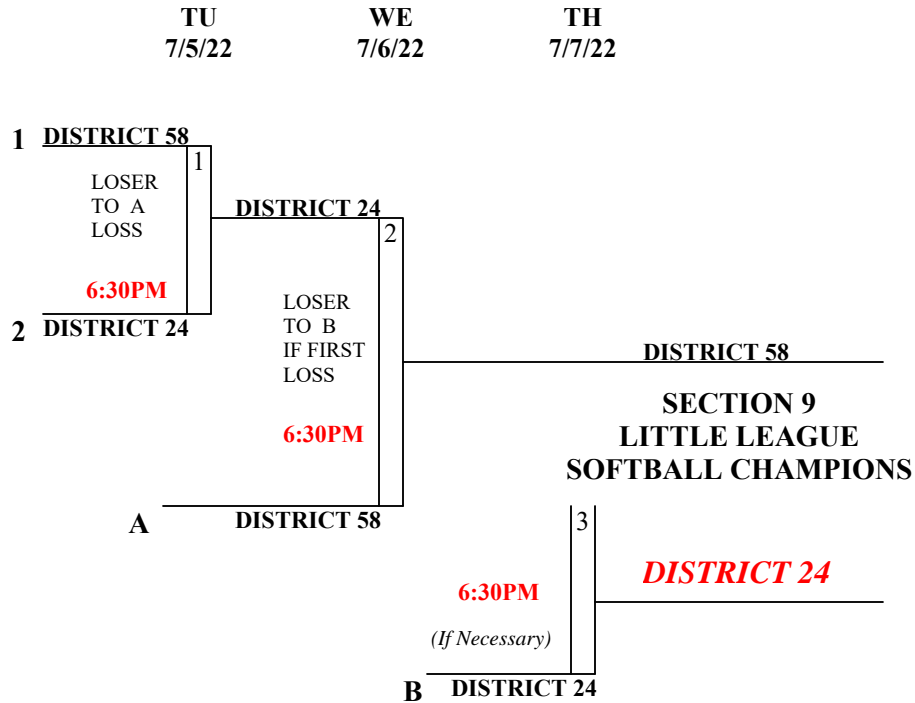 TU WE TH
7/5/22 7/6/22 7/7/22
1 DISTRICT 58
1
LOSER
TO A
LOSS
DISTRICT 24
2
6:30PM
2 DISTRICT 24
LOSER
TO B
IF FIRST
LOSS
DISTRICT 58
6:30PM
SECTION 9
LITTLE LEAGUE
SOFTBALL CHAMPIONS
A DISTRICT 58
3
6:30PM
DISTRICT 24
(If Necessary)
B DISTRICT 24